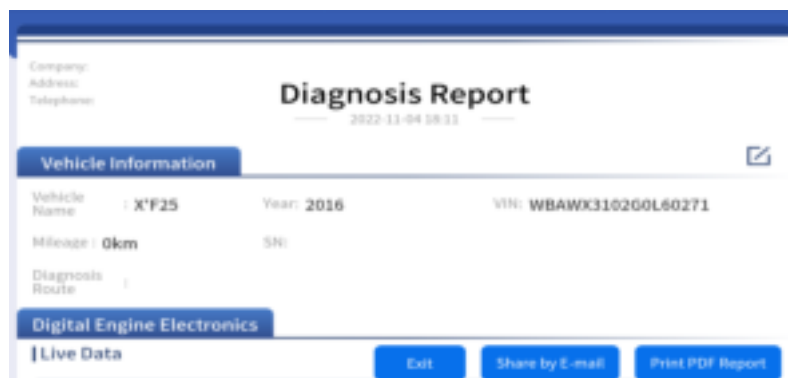 Company:
Address:
Telephone:
Diagnosis Report
2022-11-04 18:11
Vehicle Information
Vehicle Name : X'F25 Year: 2016 VIN: WBAWX3102G0L60271
Mileage : 0km SN:
Diagnosis Route :
Digital Engine Electronics
Live Data
Exit Share by E-mail Print PDF Report